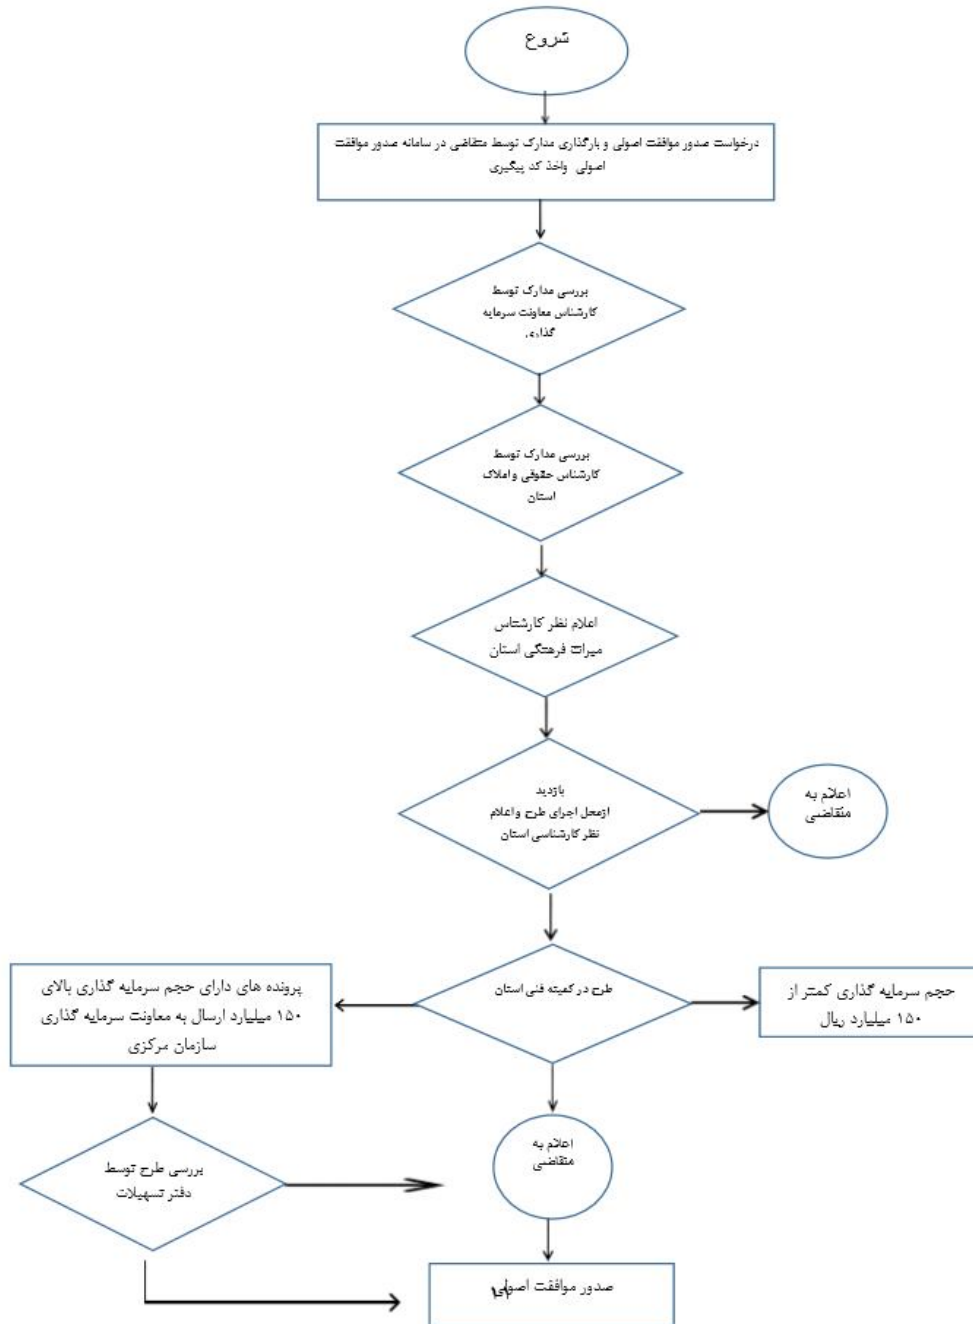 شروع
درخواست صدور موافقت اصولی و بارگذاری مدارک توسط متقاضی در سامانه صدور موافقت
اصولی واخذ کد پیگیری
بررسی مدارک توسط
کارشناس معاونت سرمایه
گذاری
بررسی مدارک توسط
کارشناس حقوقی و املاک
استان
اعلام نظر کارشناس
میراث فرهنگی استان
بازدید
ازمحل اجرای طرح و اعلام
نظر کارشناسی استان
اعلام به
متقاضی
طرح در کمیته فنی استان
حجم سرمایه گذاری کمتر از
۱۵۰ میلیارد ریال
پرونده های دارای حجم سرمایه گذاری بالای
۱۵۰ میلیارد ارسال به معاونت سرمایه گذاری
سازمان مرکزی
بررسی طرح توسط
دفتر تسهیلات
اعلام به
متقاضی
صدور موافقت اصولی